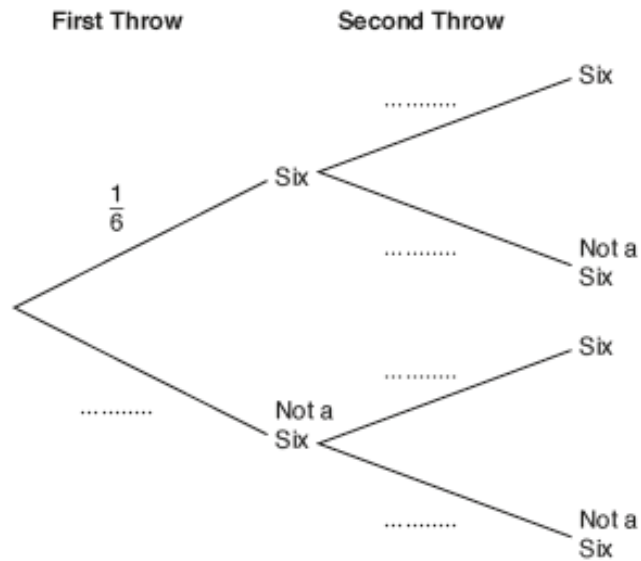 First Throw
Second Throw
Six
...........
1
6
Six
Not a
Six
...........
Six
...........
...........
Not a
Six
Not a
Six
...........